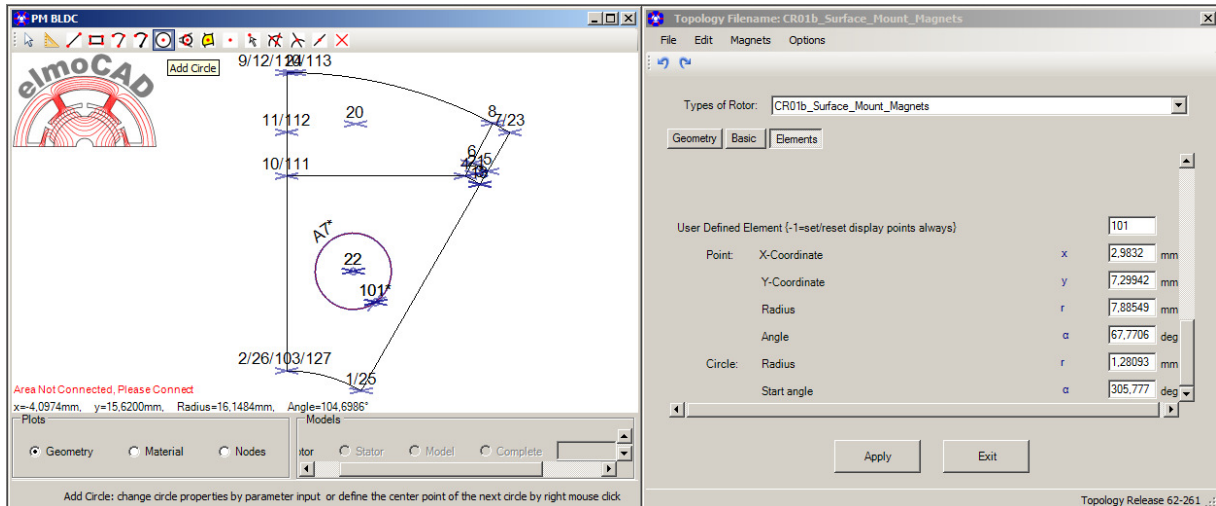 PM BLDC
Add Circle
elmoCAD
10/113
11/112
20
8
7/23
10/111
6
5
A7*
22
101*
2/26/103/127
1/25
Area Not Connected, Please Connect
x=-4,0974mm, y=15,6200mm, Radius=16,1484mm, Angle=104,6986°
Plots
Models
Geometry
Material
Nodes
tor
Stator
Model
Complete
Add Circle: change circle properties by parameter input or define the center point of the next circle by right mouse click
Topology Filename: CR01b_Surface_Mount_Magnets
File Edit Magnets Options
Types of Rotor: CR01b_Surface_Mount_Magnets
Geometry Basic Elements
User Defined Element {-1=set/reset display points always} 101
Point: X-Coordinate x 2,9832 mm
Y-Coordinate y 7,29942 mm
Radius r 7,88549 mm
Angle α 67,7706 deg
Circle: Radius r 1,28093 mm
Start angle α 305,777 deg
Apply Exit
Topology Release 62-261